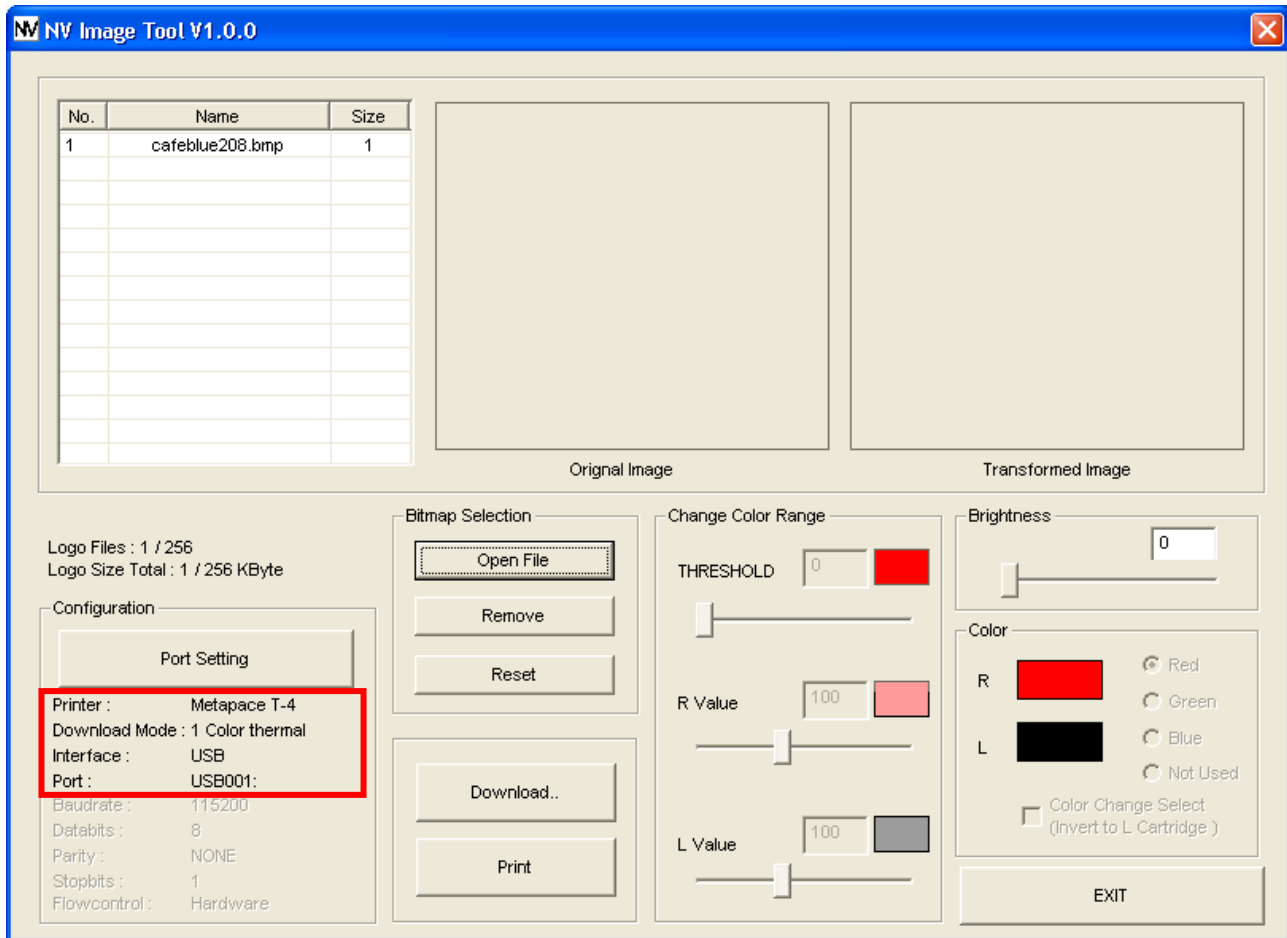 NV NV Image Tool V1.0.0
No. Name Size
1 cafeblue208.bmp 1
Orignal Image
Transformed Image
Logo Files : 1 / 256
Logo Size Total : 1 / 256 KByte
Configuration
Port Setting
Printer : Metapace T-4
Download Mode : 1 Color thermal
Interface : USB
Port : USB001:
Baudrate : 115200
Databits : 8
Parity : NONE
Stopbits : 1
Flowcontrol : Hardware
Bitmap Selection
Open File
Remove
Reset
Download..
Print
Change Color Range
THRESHOLD 0
R Value 100
L Value 100
Brightness
0
Color
R
L
Red
Green
Blue
Not Used
Color Change Select
(Invert to L Cartridge )
EXIT